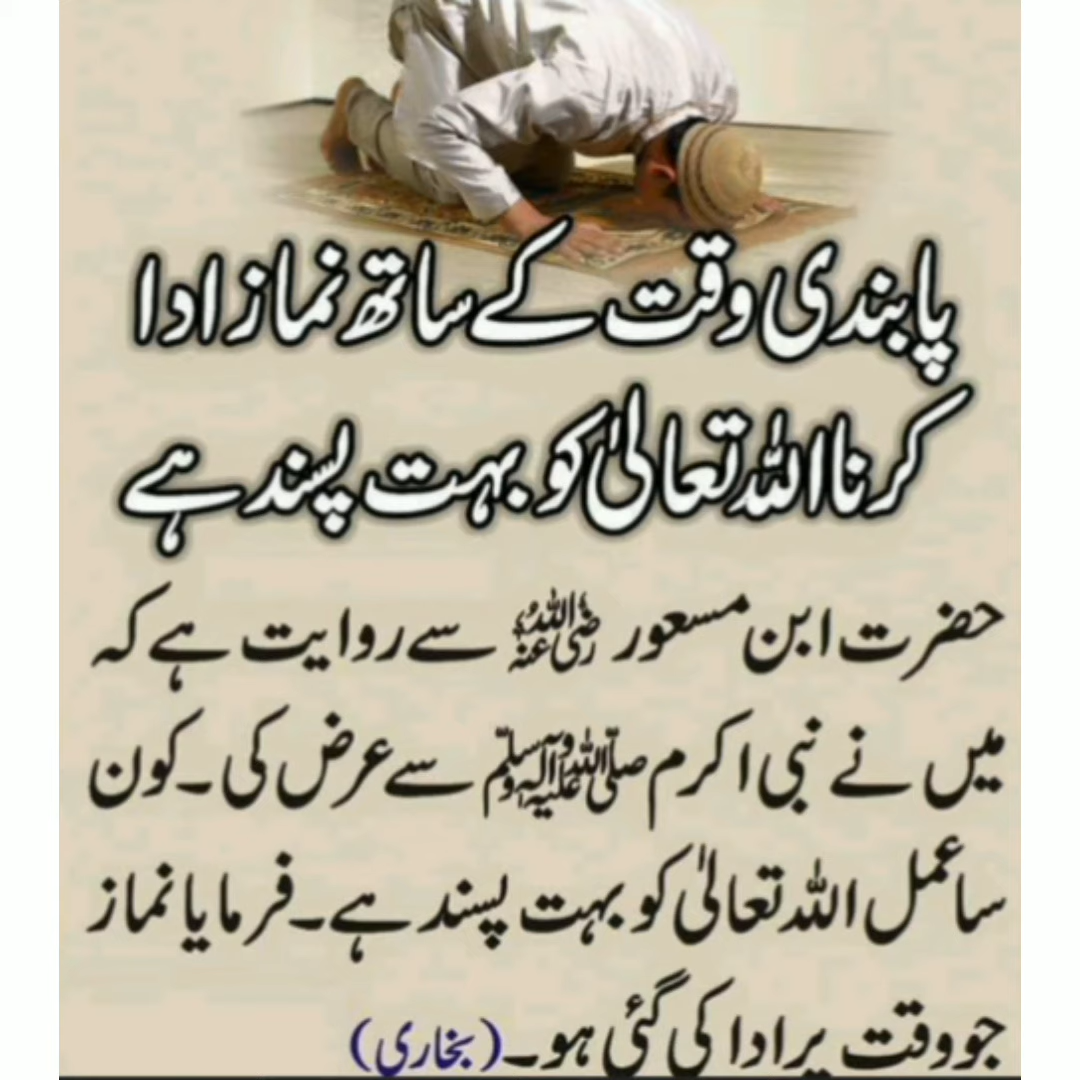 پابندی وقت کے ساتھ نماز ادا
کرنا اللہ تعالیٰ کو بہت پسند ہے
حضرت ابن مسعور رضی اللہ عنہ سے روایت ہے کہ
میں نے نبی اکرم صلی اللہ علیہ وآلہ وسلم سے عرض کی۔ کون
سا عمل اللہ تعالیٰ کو بہت پسند ہے۔ فرمایا نماز
جو وقت پر ادا کی گئی ہو۔ (بخاری)